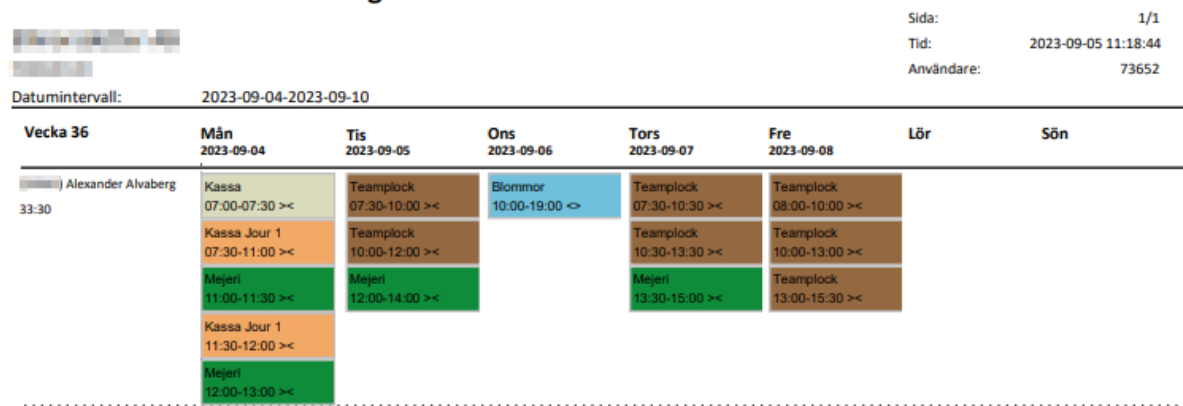 Sida: 1/1
Tid: 2023-09-05 11:18:44
Användare: 73652
Datumintervall: 2023-09-04-2023-09-10
Vecka 36 Mån Tis Ons Tors Fre Lör Sön
2023-09-04 2023-09-05 2023-09-06 2023-09-07 2023-09-08
) Alexander Alvaberg
33:30
Kassa Teamplock Blommor Teamplock Teamplock
07:00-07:30 >< 07:30-10:00 >< 10:00-19:00 <> 07:30-10:30 >< 08:00-10:00 ><
Kassa Jour 1 Teamplock Teamplock Teamplock
07:30-11:00 >< 10:00-12:00 >< 10:30-13:30 >< 10:00-13:00 ><
Mejeri Mejeri Mejeri Teamplock
11:00-11:30 >< 12:00-14:00 >< 13:30-15:00 >< 13:00-15:30 ><
Kassa Jour 1
11:30-12:00 ><
Mejeri
12:00-13:00 ><